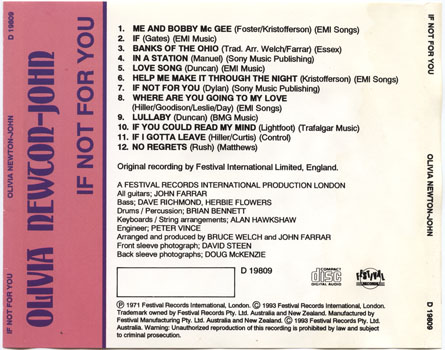 D 19809
OLIVIA NEWTON-JOHN
IF NOT FOR YOU
OLIVIA NEWTON-JOHN
IF NOT FOR YOU
1. ME AND BOBBY Mc GEE (Foster/Kristofferson) (EMI Songs)
2. IF (Gates) (EMI Music)
3. BANKS OF THE OHIO (Trad. Arr. Welch/Farrar) (Essex)
4. IN A STATION (Manuel) (Sony Music Publishing)
5. LOVE SONG (Duncan) (EMI Music)
6. HELP ME MAKE IT THROUGH THE NIGHT (Kristofferson) (EMI Songs)
7. IF NOT FOR YOU (Dylan) (Sony Music Publishing)
8. WHERE ARE YOU GOING TO MY LOVE
(Hiller/Goodison/Leslie/Day) (EMI Songs)
9. LULLABY (Duncan) (BMG Music)
10. IF YOU COULD READ MY MIND (Lightfoot) (Trafalgar Music)
11. IF I GOTTA LEAVE (Hiller/Curtis) (Control)
12. NO REGRETS (Rush) (Matthews)
Original recording by Festival International Limited, England.
A FESTIVAL RECORDS INTERNATIONAL PRODUCTION LONDON
All guitars; JOHN FARRAR
Bass; DAVE RICHMOND, HERBIE FLOWERS
Drums / Percussion; BRIAN BENNETT
Keyboards / String arrangements; ALAN HAWKSHAW
Engineer; PETER VINCE
Arranged and produced by BRUCE WELCH and JOHN FARRAR
Front sleeve photograph; DAVID STEEN
Back sleeve photographs; DOUG McKENZIE
D 19809
COMPACT
disc
DIGITAL AUDIO
FESTIVAL
℗ 1971 Festival Records International, London. © 1993 Festival Records International, London.
Trademark owned by Festival Records Pty. Ltd. Australia and New Zealand. Manufactured by
Festival Manufacturing Pty. Ltd. Australia and New Zealand. © 1993 Festival Records Pty. Ltd.
Australia. Warning: Unauthorized reproduction of this recording is prohibited by law and subject
to criminal prosecution.
IF NOT FOR YOU
OLIVIA NEWTON-JOHN
D 19809